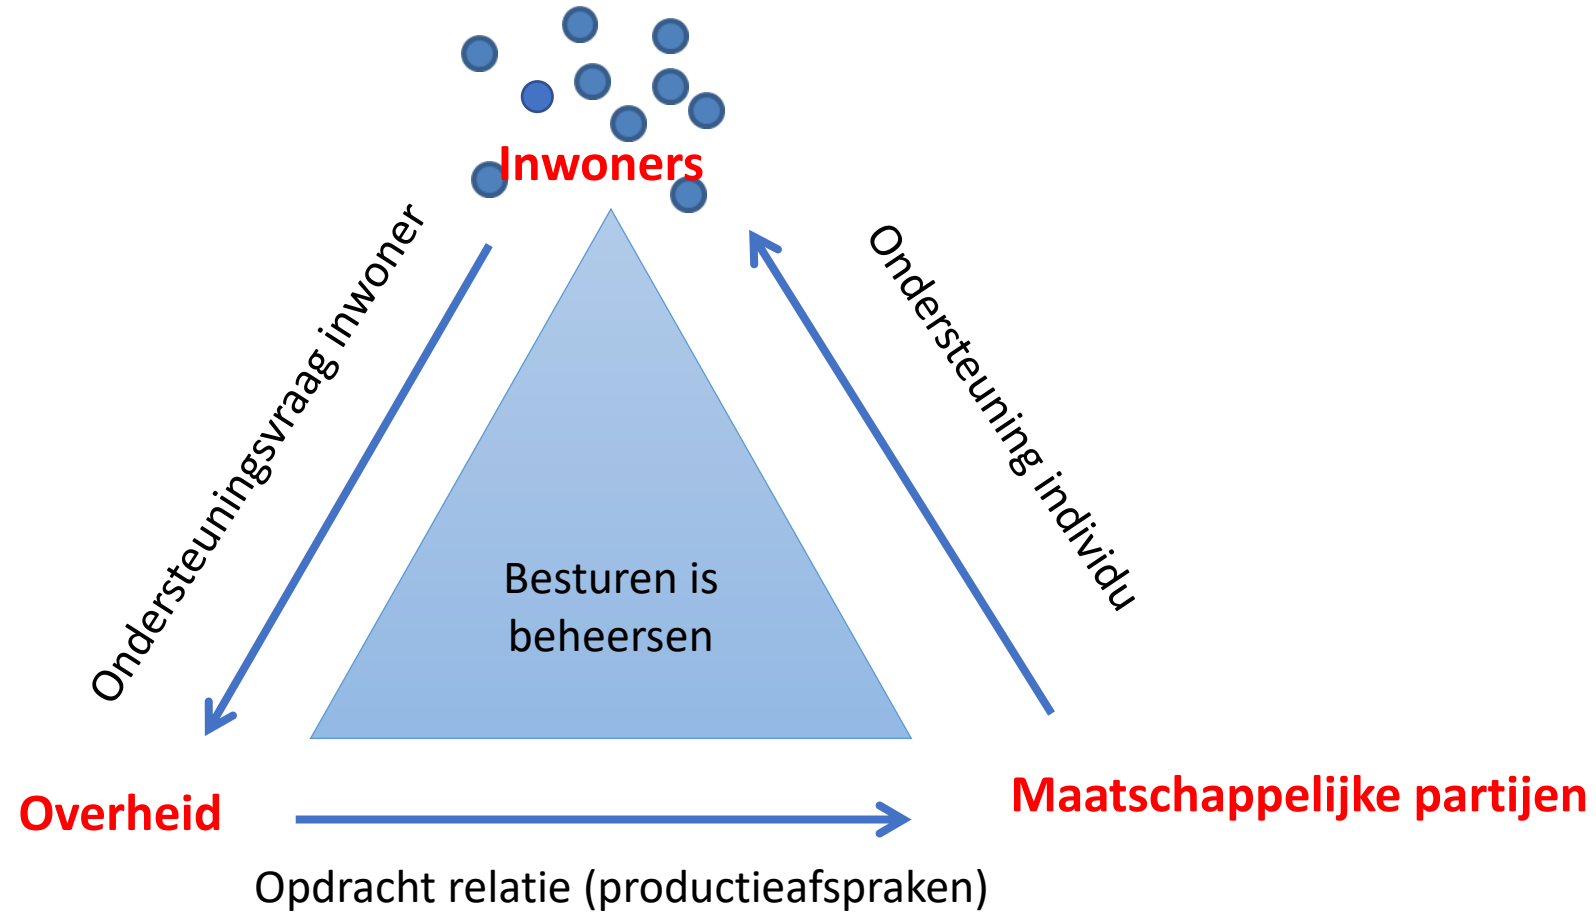 Inwoners
Ondersteuningsvraag inwoner
Ondersteuning individu
Besturen is
beheersen
Overheid
Maatschappelijke partijen
Opdracht relatie (productieafspraken)